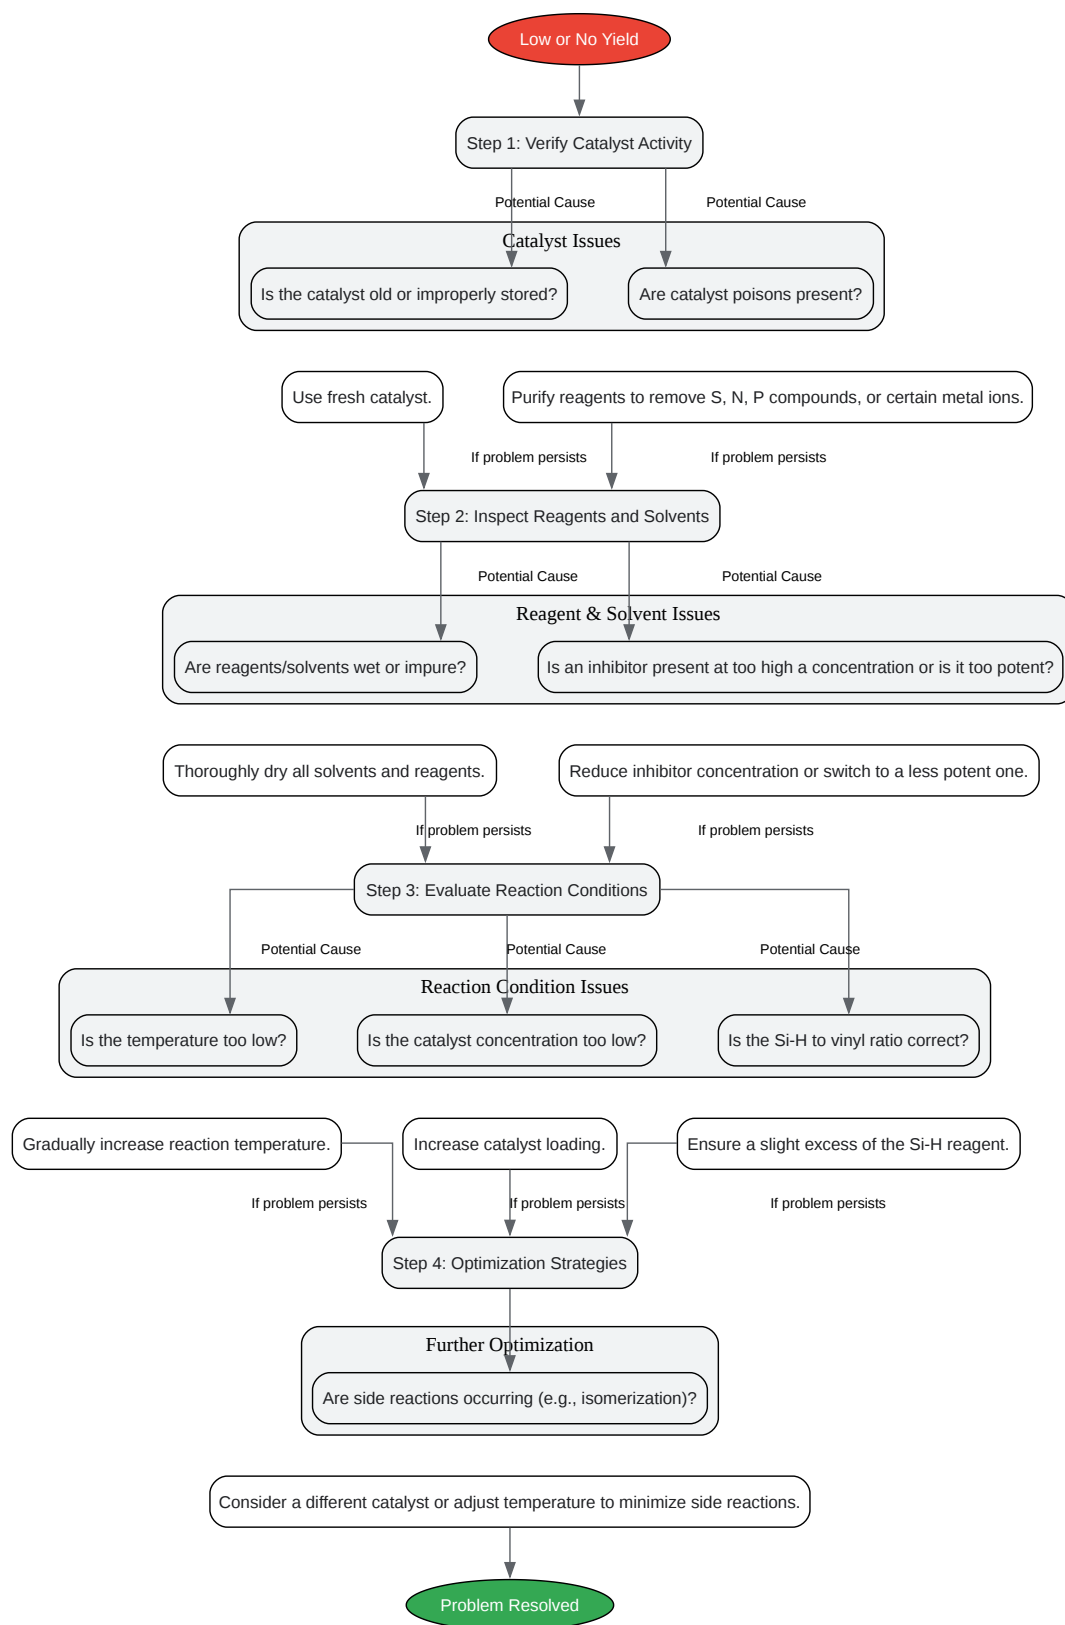 Low or No Yield
Step 1: Verify Catalyst Activity
Potential Cause
Potential Cause
Catalyst Issues
Is the catalyst old or improperly stored?
Are catalyst poisons present?
Use fresh catalyst.
Purify reagents to remove S, N, P compounds, or certain metal ions.
If problem persists
If problem persists
Step 2: Inspect Reagents and Solvents
Potential Cause
Potential Cause
Reagent & Solvent Issues
Are reagents/solvents wet or impure?
Is an inhibitor present at too high a concentration or is it too potent?
Thoroughly dry all solvents and reagents.
Reduce inhibitor concentration or switch to a less potent one.
If problem persists
If problem persists
Step 3: Evaluate Reaction Conditions
Potential Cause
Potential Cause
Potential Cause
Reaction Condition Issues
Is the temperature too low?
Is the catalyst concentration too low?
Is the Si-H to vinyl ratio correct?
Gradually increase reaction temperature.
Increase catalyst loading.
Ensure a slight excess of the Si-H reagent.
If problem persists
If problem persists
If problem persists
Step 4: Optimization Strategies
Further Optimization
Are side reactions occurring (e.g., isomerization)?
Consider a different catalyst or adjust temperature to minimize side reactions.
Problem Resolved